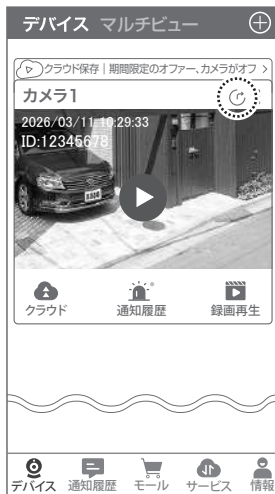 デバイス マルチビュー
クラウド保存｜期間限定のオファー、カメラがオフ
カメラ1
2026/03/11 10:29:33
ID:12345678
クラウド 通知履歴 録画再生
デバイス 通知履歴 モール サービス 情報